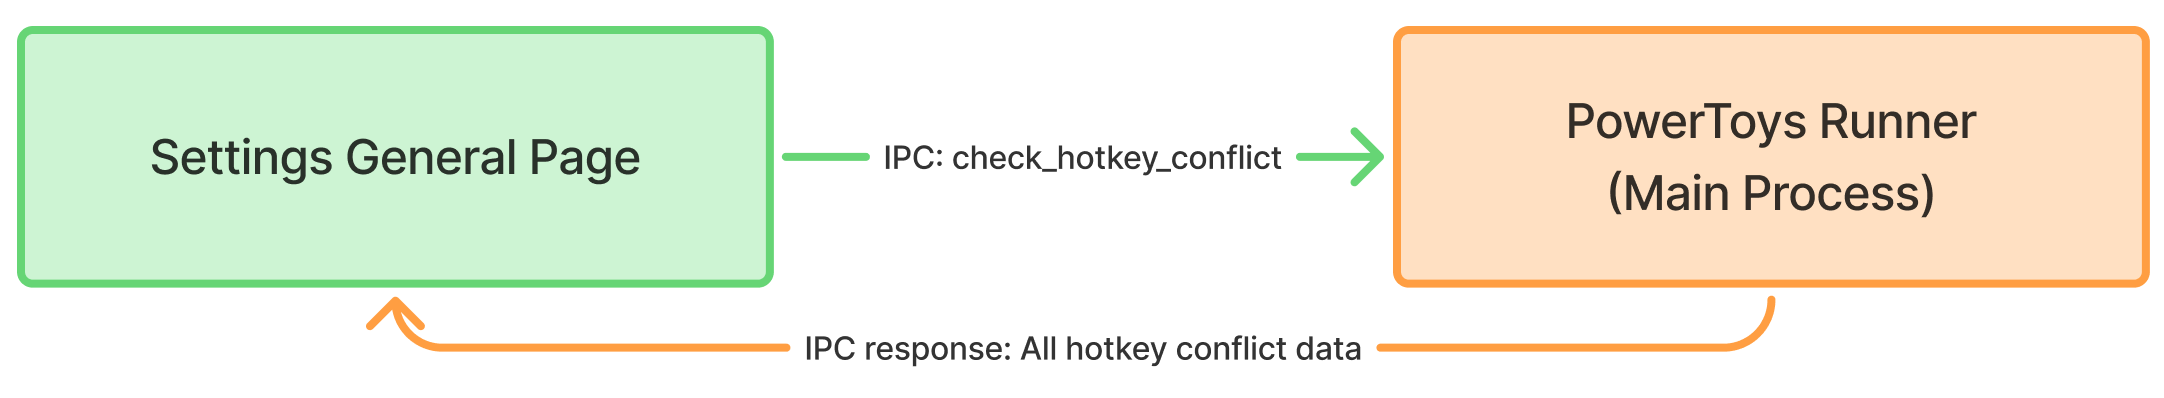 Settings General Page
IPC: check_hotkey_conflict
PowerToys Runner
(Main Process)
IPC response: All hotkey conflict data